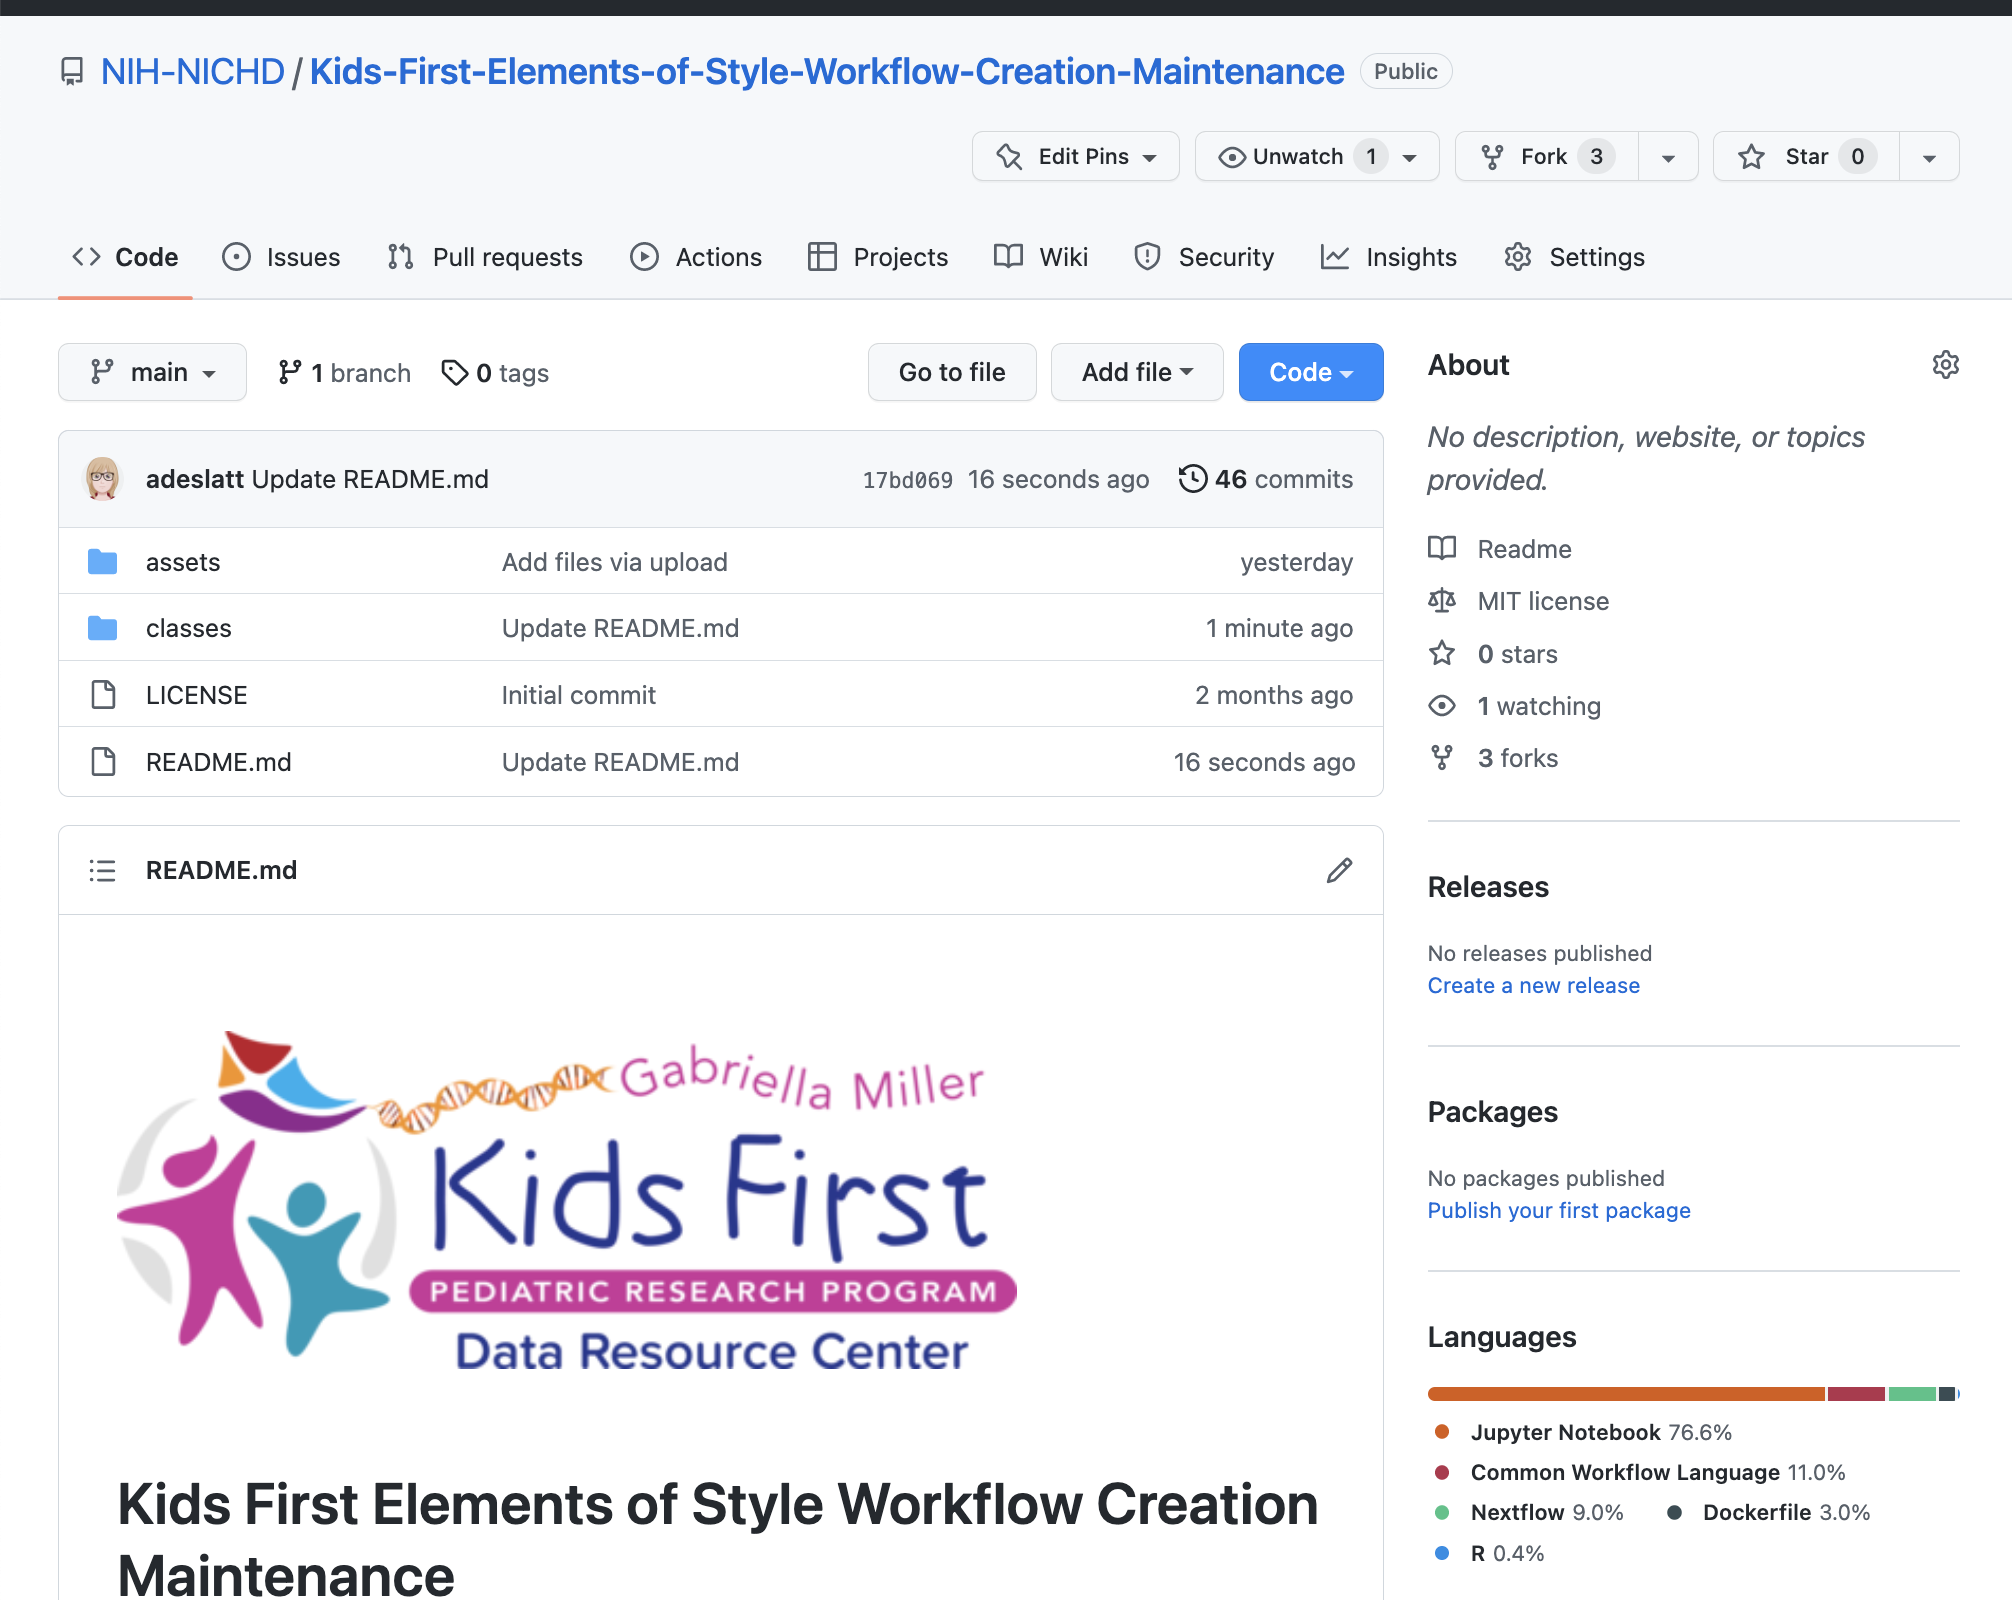 NIH-NICHD / Kids-First-Elements-of-Style-Workflow-Creation-Maintenance Public
Edit Pins Unwatch 1 Fork 3 Star 0
Code Issues Pull requests Actions Projects Wiki Security Insights Settings
main 1 branch 0 tags Go to file Add file Code
adeslatt Update README.md 17bd069 16 seconds ago 46 commits
assets Add files via upload yesterday
classes Update README.md 1 minute ago
LICENSE Initial commit 2 months ago
README.md Update README.md 16 seconds ago
README.md
Gabriella Miller
Kids First
PEDIATRIC RESEARCH PROGRAM
Data Resource Center
Kids First Elements of Style Workflow Creation
Maintenance
About
No description, website, or topics
provided.
Readme
MIT license
0 stars
1 watching
3 forks
Releases
No releases published
Create a new release
Packages
No packages published
Publish your first package
Languages
Jupyter Notebook 76.6%
Common Workflow Language 11.0%
Nextflow 9.0% Dockerfile 3.0%
R 0.4%